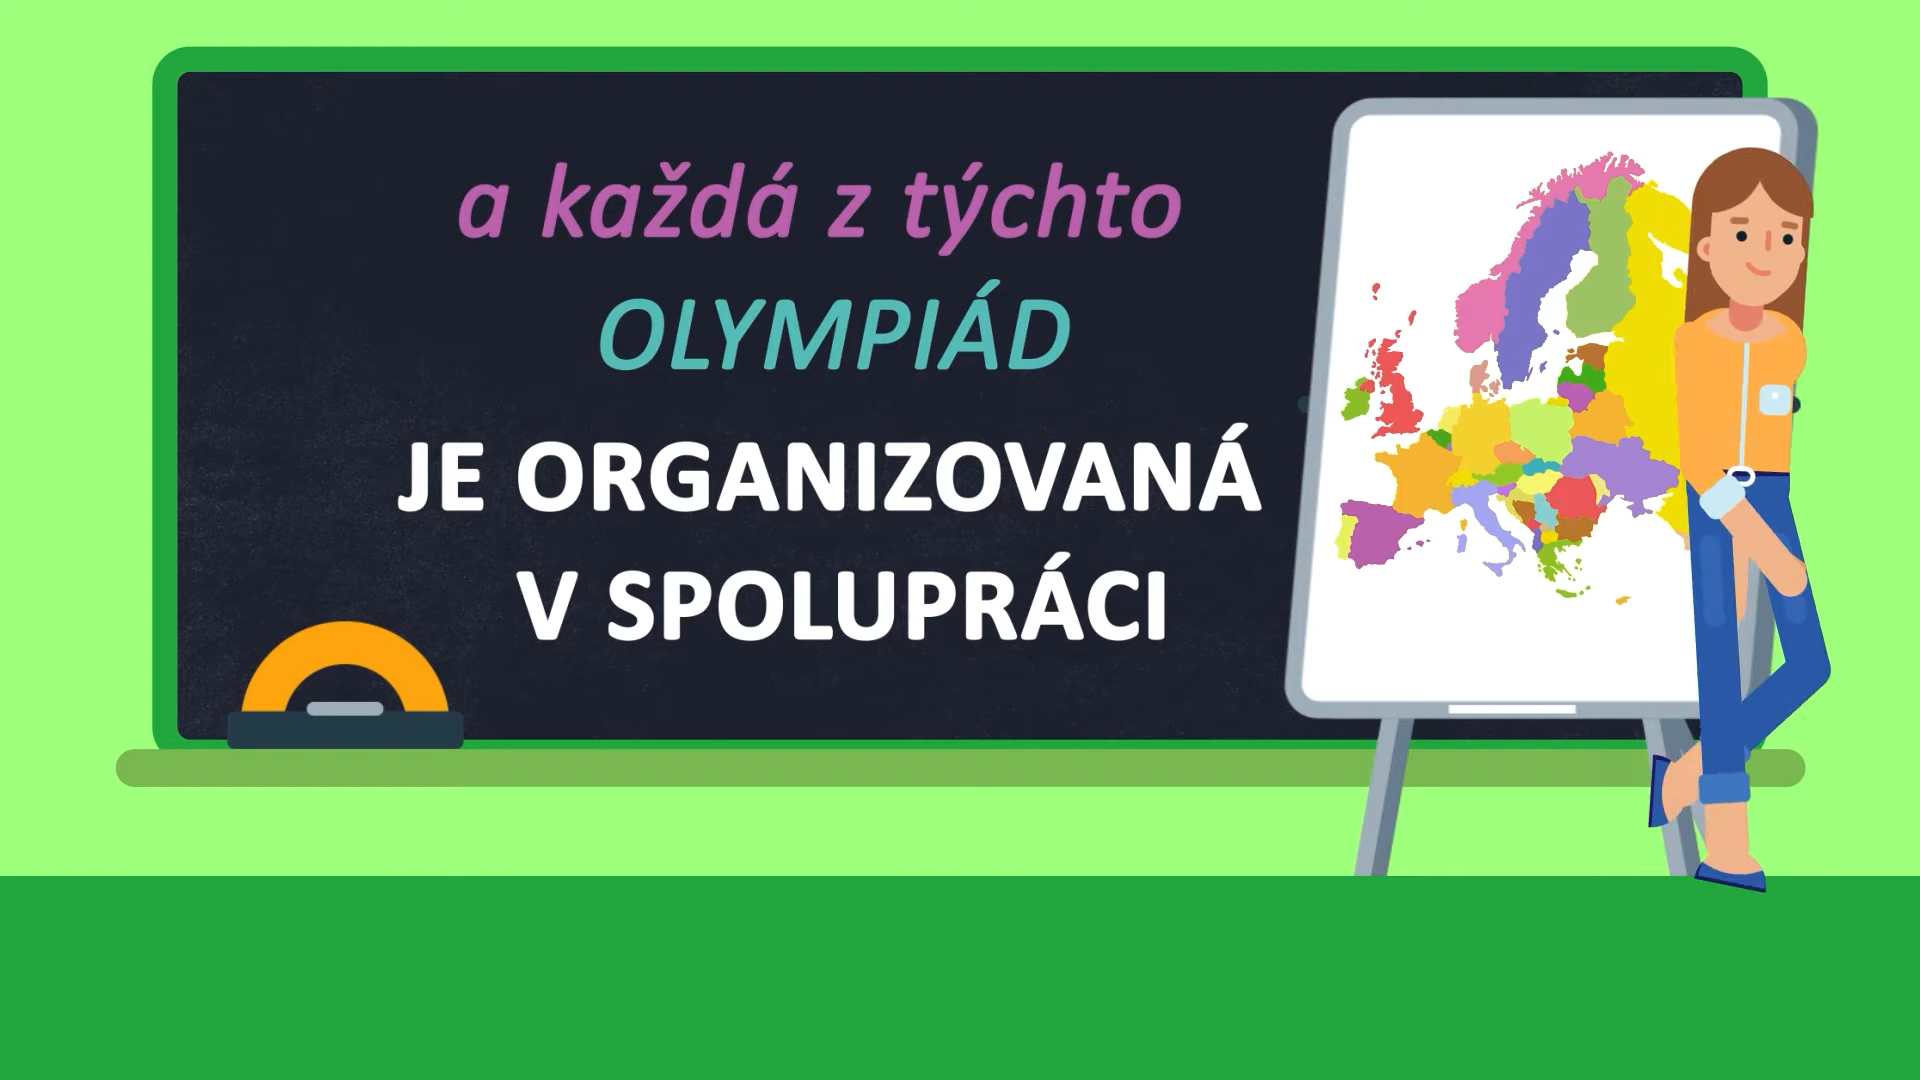 a každá z týchto
OLYMPIÁD
JE ORGANIZOVANÁ
V SPOLUPRÁCI